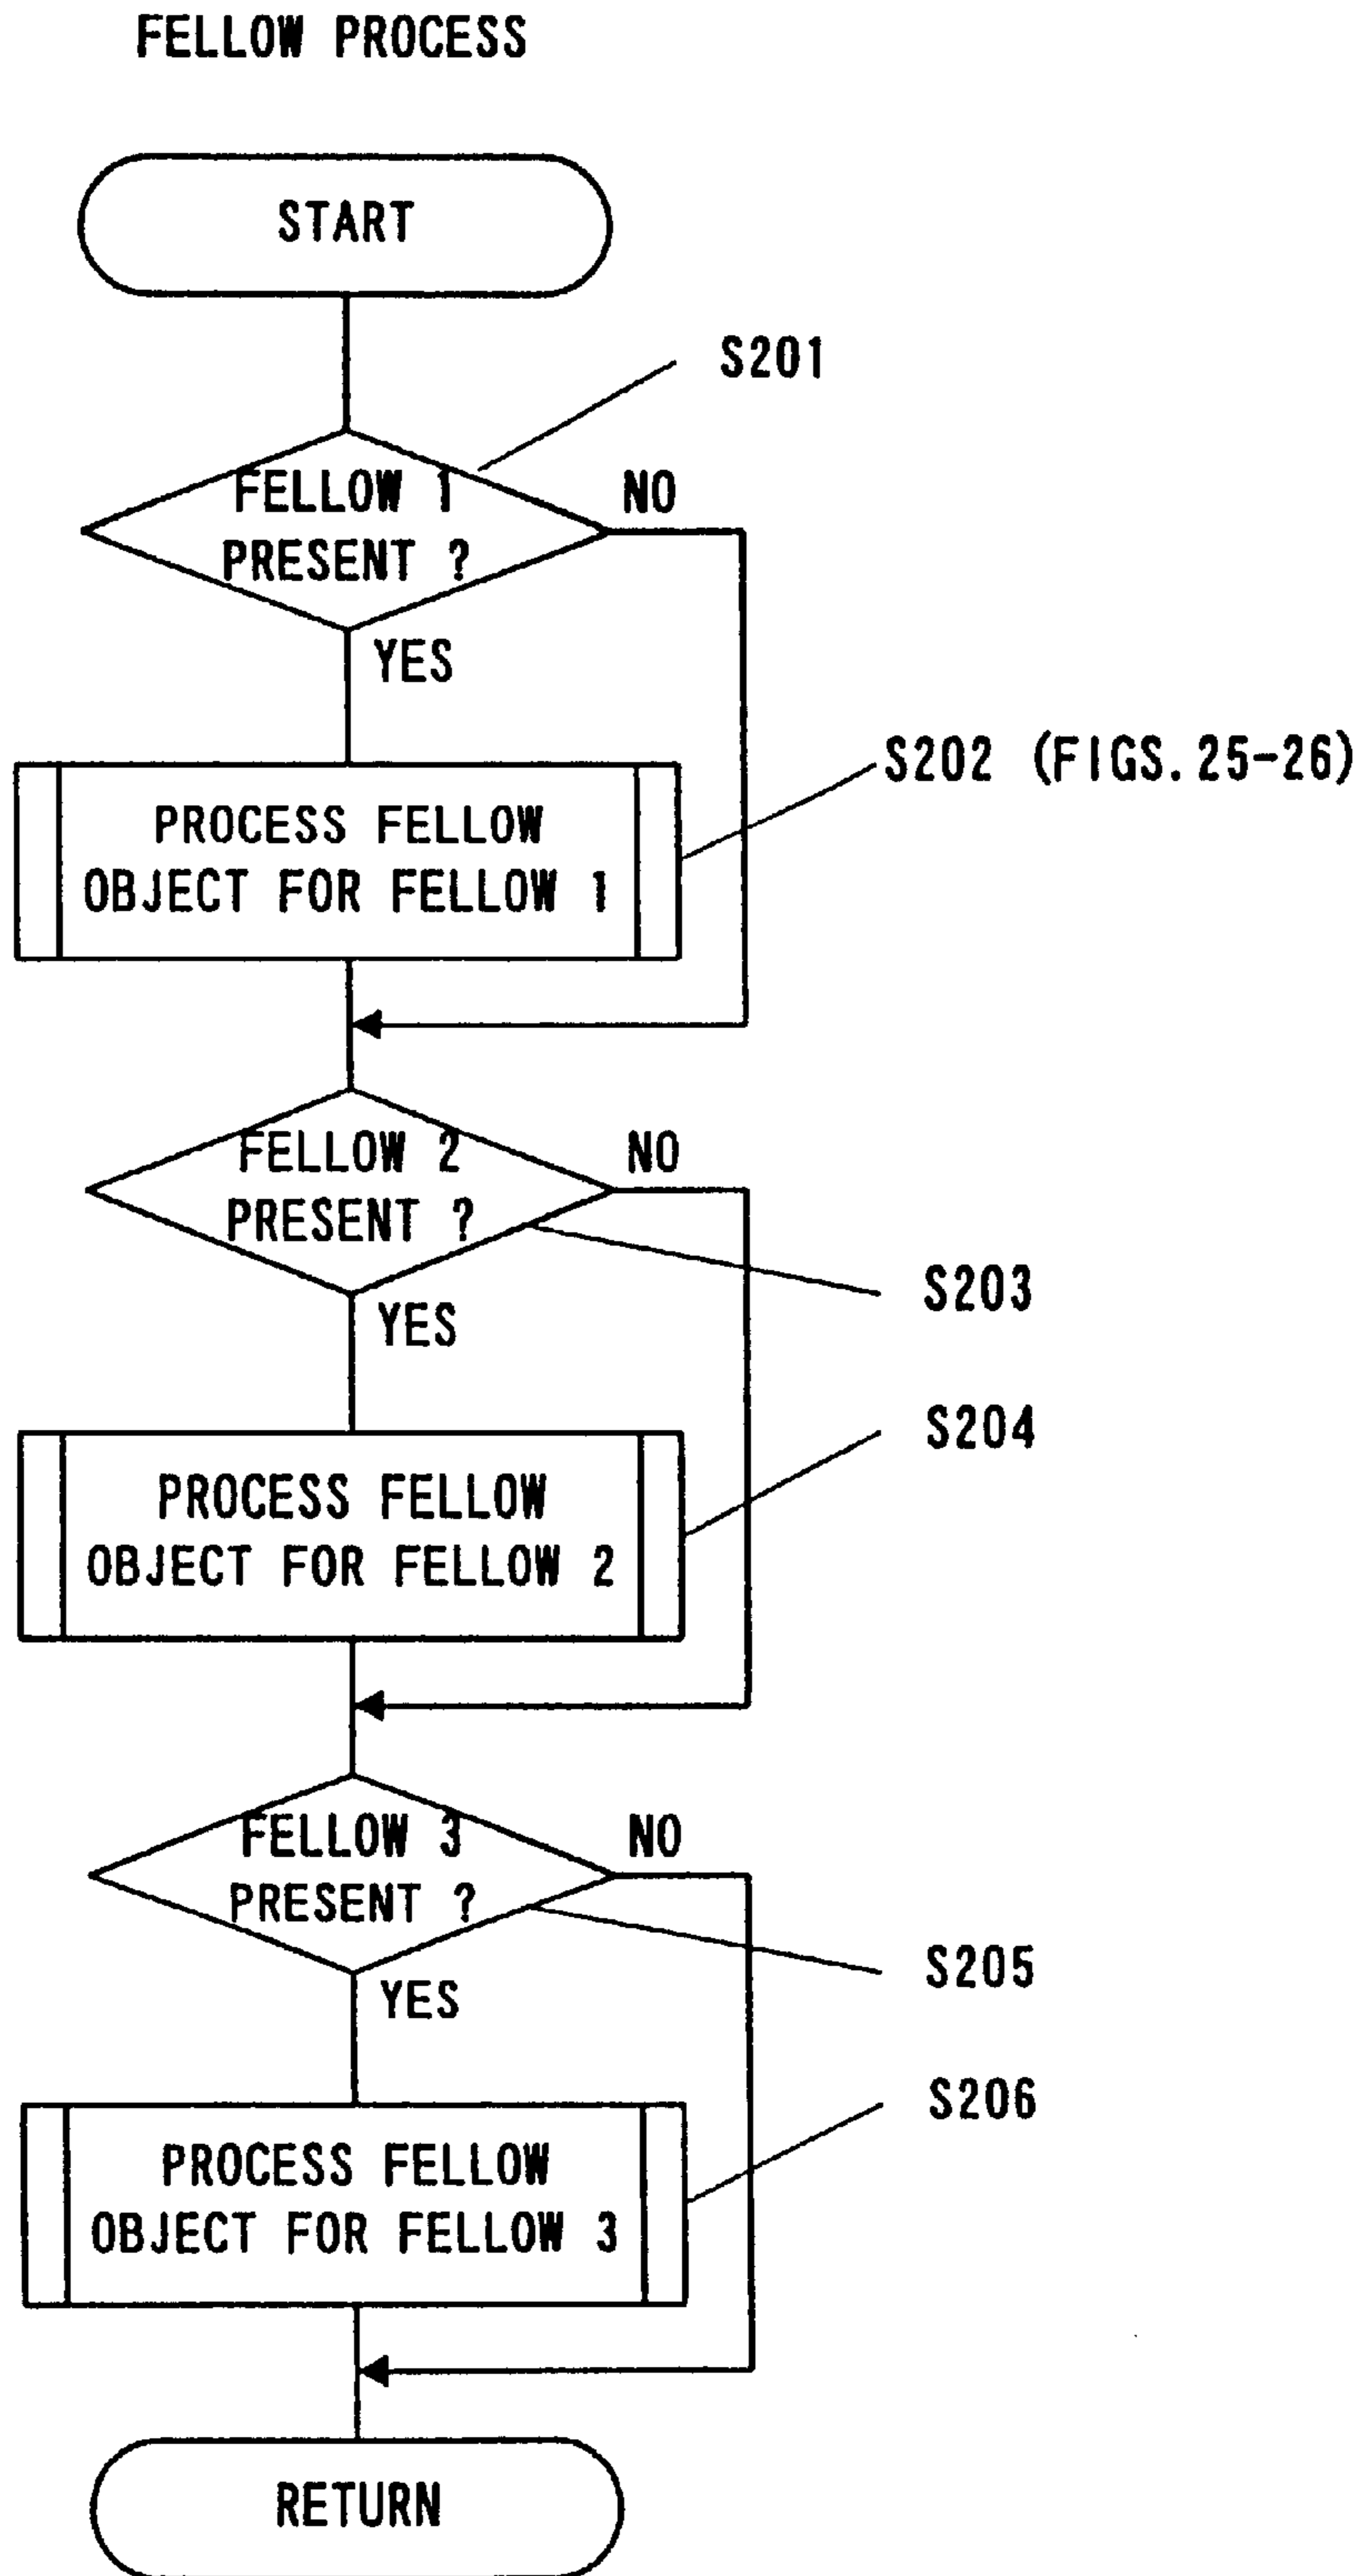 FELLOW PROCESS
START
S201
FELLOW 1
PRESENT ?
NO
YES
S202 (FIGS. 25-26)
PROCESS FELLOW
OBJECT FOR FELLOW 1
FELLOW 2
PRESENT ?
NO
S203
YES
S204
PROCESS FELLOW
OBJECT FOR FELLOW 2
FELLOW 3
PRESENT ?
NO
S205
YES
S206
PROCESS FELLOW
OBJECT FOR FELLOW 3
RETURN